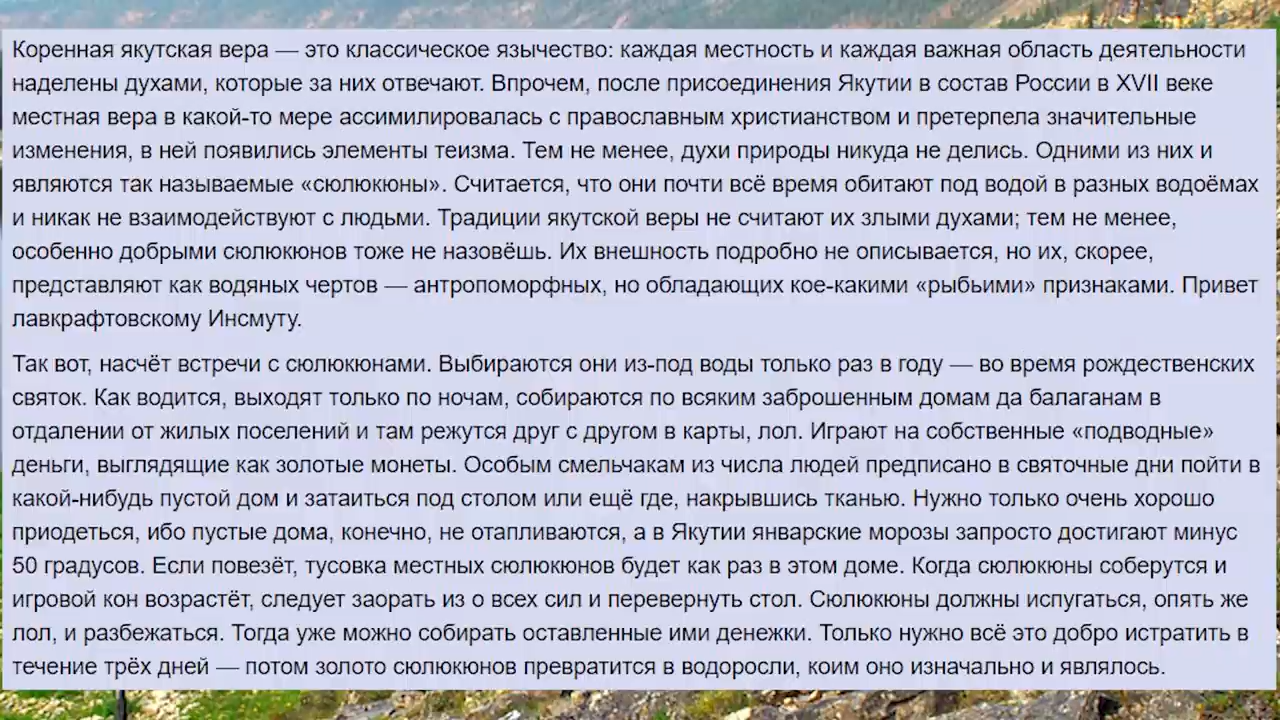 Коренная якутская вера — это классическое язычество: каждая местность и каждая важная область деятельности
наделены духами, которые за них отвечают. Впрочем, после присоединения Якутии в состав России в XVII веке
местная вера в какой-то мере ассимилировалась с православным христианством и претерпела значительные
изменения, в ней появились элементы теизма. Тем не менее, духи природы никуда не делись. Одними из них и
являются так называемые «сюлюкюны». Считается, что они почти всё время обитают под водой в разных водоёмах
и никак не взаимодействуют с людьми. Традиции якутской веры не считают их злыми духами; тем не менее,
особенно добрыми сюлюкюнов тоже не назовёшь. Их внешность подробно не описывается, но их, скорее,
представляют как водяных чертов — антропоморфных, но обладающих кое-какими «рыбьими» признаками. Привет
лавкрафтовскому Инсмуту.
Так вот, насчёт встречи с сюлюкюнами. Выбираются они из-под воды только раз в году — во время рождественских
святок. Как водится, выходят только по ночам, собираются по всяким заброшенным домам да балаганам в
отдалении от жилых поселений и там режутся друг с другом в карты, лол. Играют на собственные «подводные»
деньги, выглядящие как золотые монеты. Особым смельчакам из числа людей предписано в святочные дни пойти в
какой-нибудь пустой дом и затаиться под столом или ещё где, накрывшись тканью. Нужно только очень хорошо
приодеться, ибо пустые дома, конечно, не отапливаются, а в Якутии январские морозы запросто достигают минус
50 градусов. Если повезёт, тусовка местных сюлюкюнов будет как раз в этом доме. Когда сюлюкюны соберутся и
игровой кон возрастёт, следует заорать из о всех сил и перевернуть стол. Сюлюкюны должны испугаться, опять же
лол, и разбежаться. Тогда уже можно собирать оставленные ими денежки. Только нужно всё это добро истратить в
течение трёх дней — потом золото сюлюкюнов превратится в водоросли, коим оно изначально и являлось.